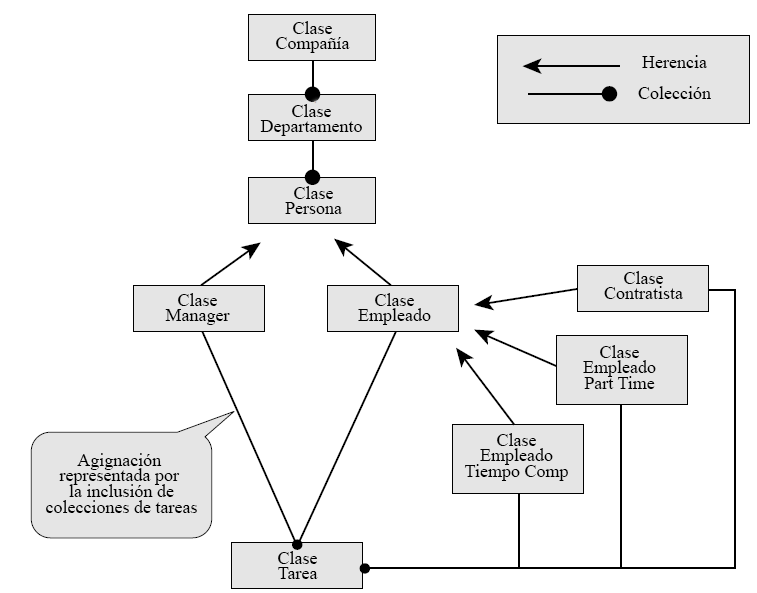 Clase
Compañía
Herencia
Colección
Clase
Departamento
Clase
Persona
Clase
Manager
Clase
Empleado
Clase
Contratista
Clase
Empleado
Part Time
Clase
Empleado
Tiempo Comp
Agignación
representada por
la inclusión de
colecciones de tareas
Clase
Tarea